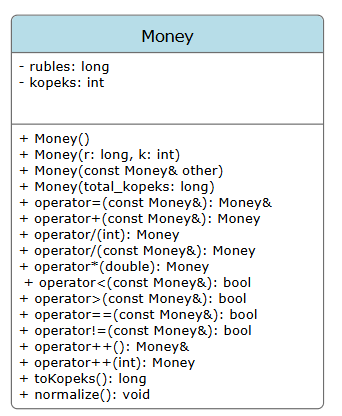 Money
- rubles: long
- kopeks: int
+ Money()
+ Money(r: long, k: int)
+ Money(const Money& other)
+ Money(total_kopeks: long)
+ operator=(const Money&): Money&
+ operator+(const Money&): Money
+ operator/(int): Money
+ operator/(const Money&): Money
+ operator*(double): Money
+ operator<(const Money&): bool
+ operator>(const Money&): bool
+ operator==(const Money&): bool
+ operator!=(const Money&): bool
+ operator++(): Money&
+ operator++(int): Money
+ toKopeks(): long
+ normalize(): void